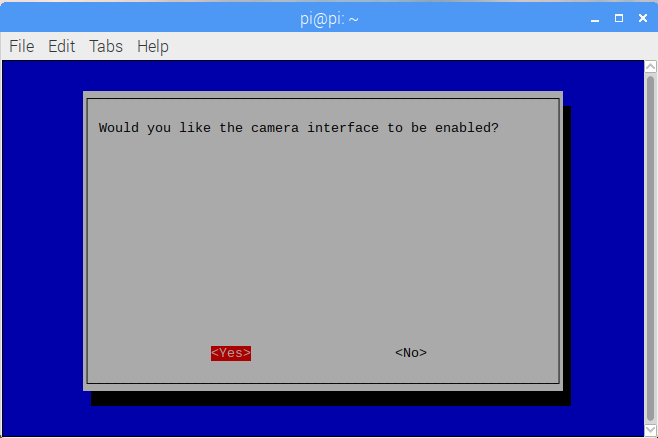 pi@pi: ~
File Edit Tabs Help
Would you like the camera interface to be enabled?
<Yes> <No>